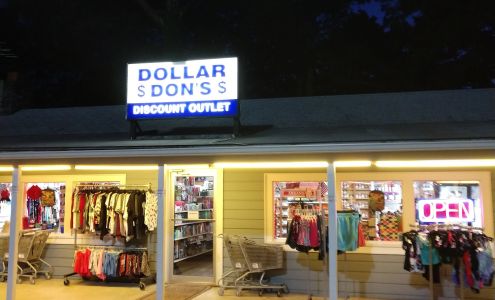 DOLLAR
$ DON'S $
DISCOUNT OUTLET
OPEN